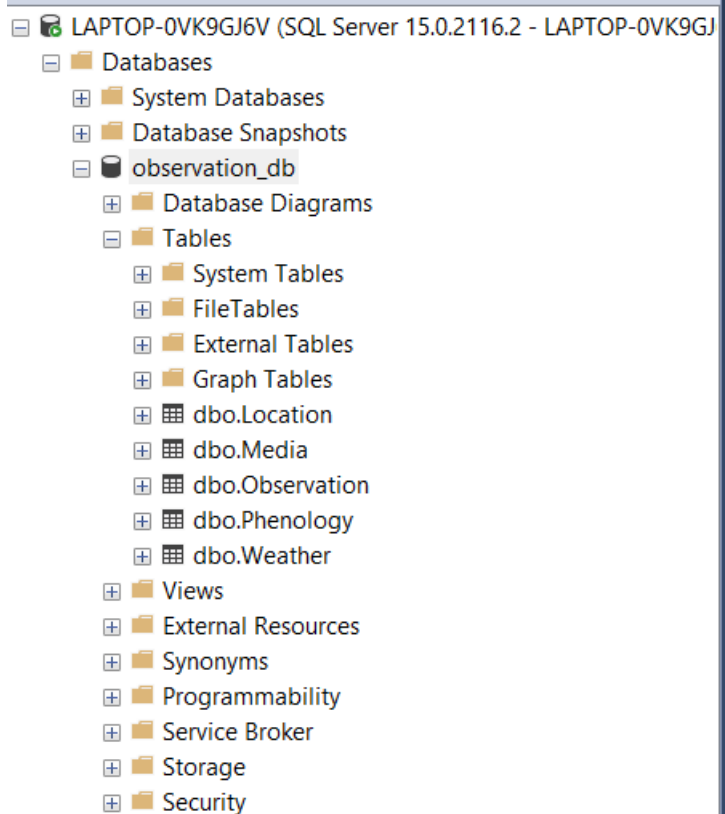 LAPTOP-0VK9GJ6V (SQL Server 15.0.2116.2 - LAPTOP-0VK9GJ
Databases
System Databases
Database Snapshots
observation_db
Database Diagrams
Tables
System Tables
FileTables
External Tables
Graph Tables
dbo.Location
dbo.Media
dbo.Observation
dbo.Phenology
dbo.Weather
Views
External Resources
Synonyms
Programmability
Service Broker
Storage
Security